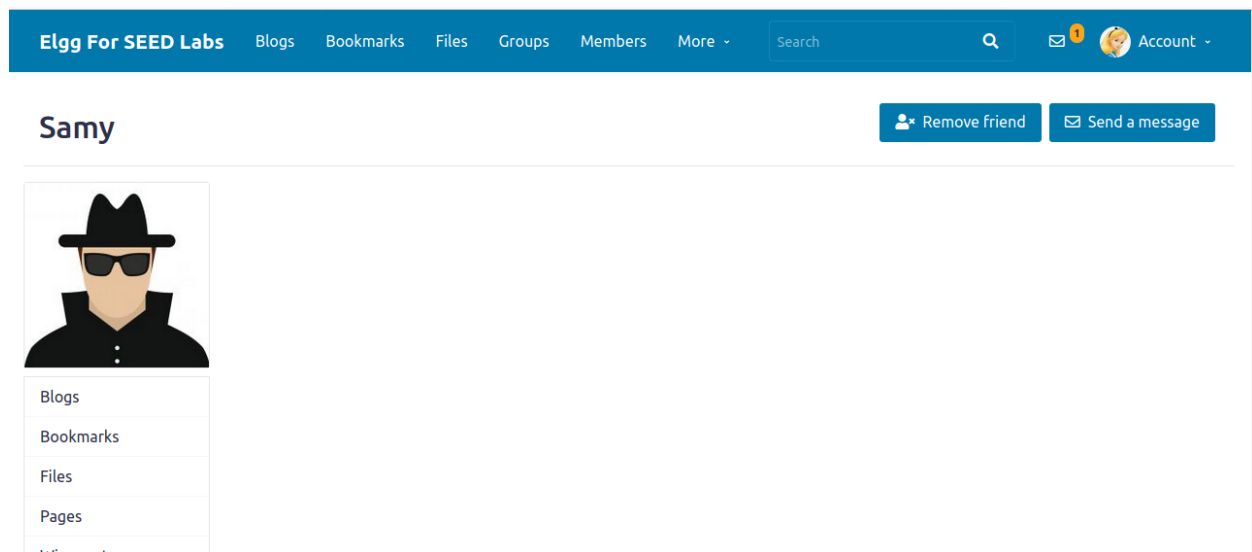 Elgg For SEED Labs Blogs Bookmarks Files Groups Members More Search 1 Account
Samy Remove friend Send a message
Blogs
Bookmarks
Files
Pages